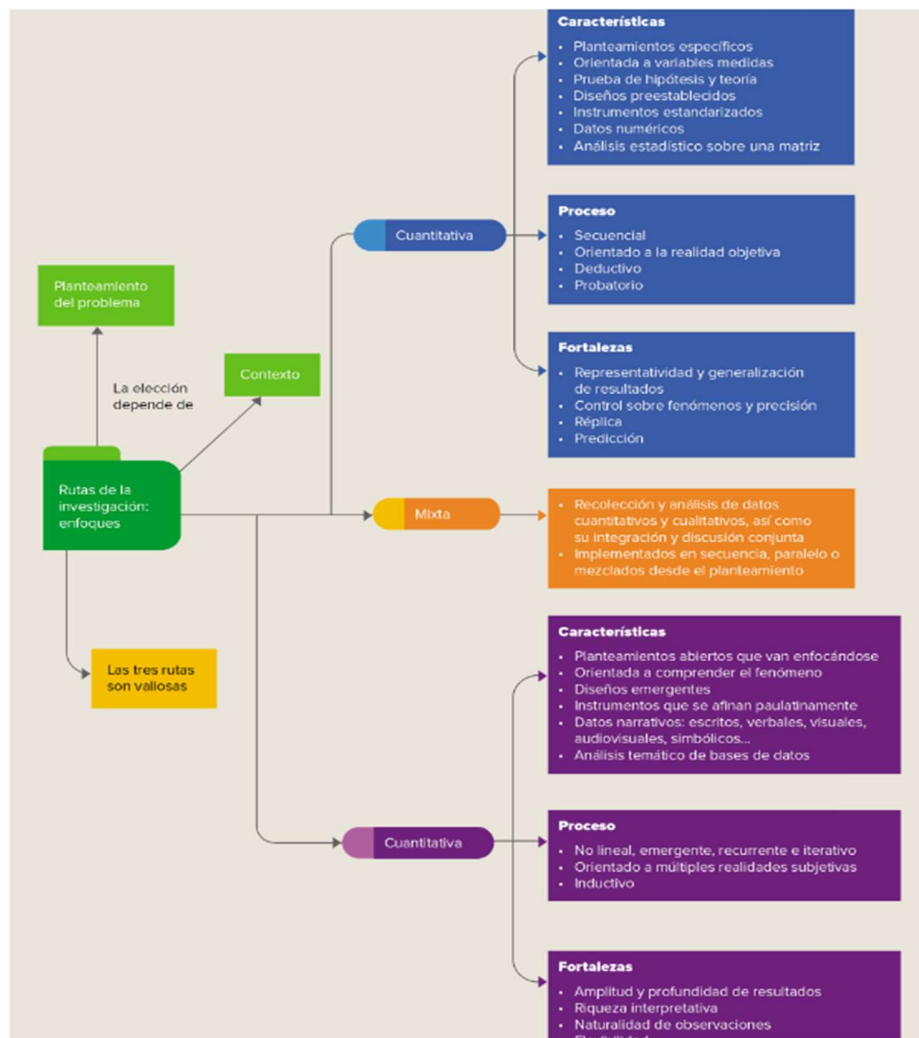 Características
• Planteamientos específicos
• Orientada a variables medidas
• Prueba de hipótesis y teoría
• Diseños preestablecidos
• Instrumentos estandarizados
• Datos numéricos
• Análisis estadístico sobre una matriz
Cuantitativa
Proceso
• Secuencial
• Orientado a la realidad objetiva
• Deductivo
• Probatorio
Planteamiento
del problema
Fortalezas
• Representatividad y generalización
de resultados
• Control sobre fenómenos y precisión
• Réplica
• Predicción
La elección
depende de
Contexto
Rutas de la
investigación:
enfoques
Mixta
• Recolección y análisis de datos
cuantitativos y cualitativos, así como
su integración y discusión conjunta
• Implementados en secuencia, paralelo o
mezclados desde el planteamiento
Las tres rutas
son valiosas
Características
• Planteamientos abiertos que van enfocándose
• Orientada a comprender el fenómeno
• Diseños emergentes
• Instrumentos que se afinan paulatinamente
• Datos narrativos: escritos, verbales, visuales,
audiovisuales, simbólicos...
• Análisis temático de bases de datos
Cuantitativa
Proceso
• No lineal, emergente, recurrente e iterativo
• Orientado a múltiples realidades subjetivas
• Inductivo
Fortalezas
• Amplitud y profundidad de resultados
• Riqueza interpretativa
• Naturalidad de observaciones